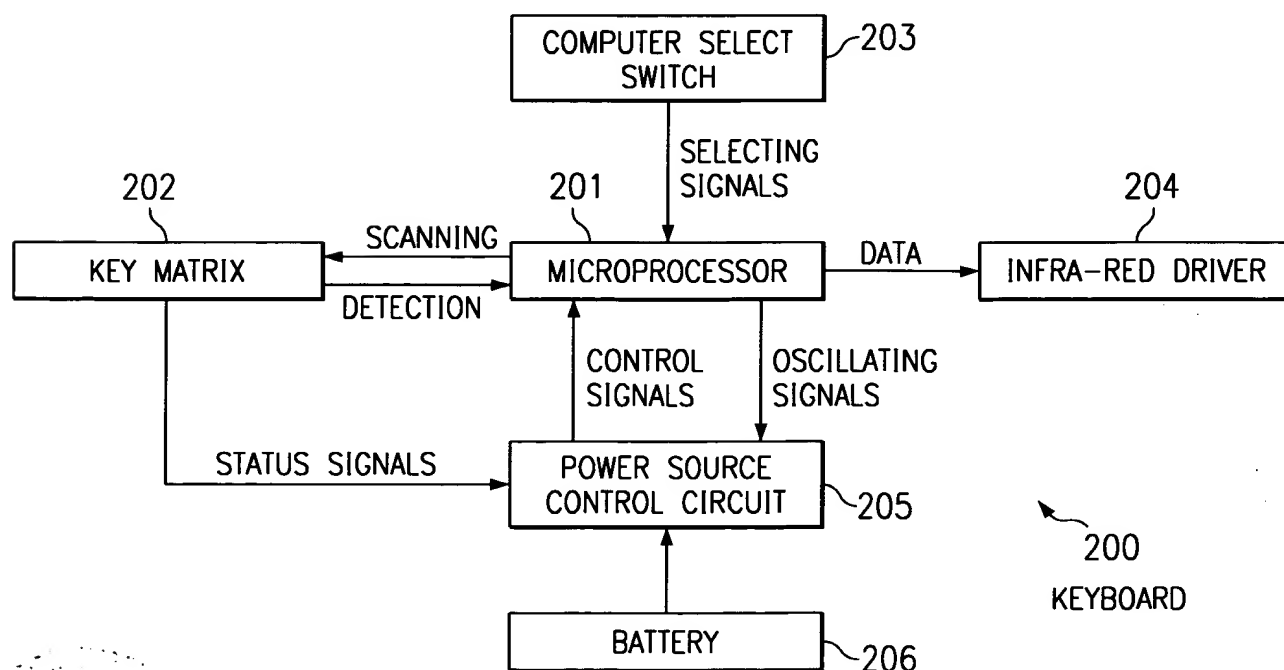 COMPUTER SELECT
SWITCH
203
SELECTING
SIGNALS
202
201
204
SCANNING
KEY MATRIX
MICROPROCESSOR
DATA
INFRA-RED DRIVER
DETECTION
CONTROL
SIGNALS
OSCILLATING
SIGNALS
STATUS SIGNALS
POWER SOURCE
CONTROL CIRCUIT
205
200
KEYBOARD
BATTERY
206